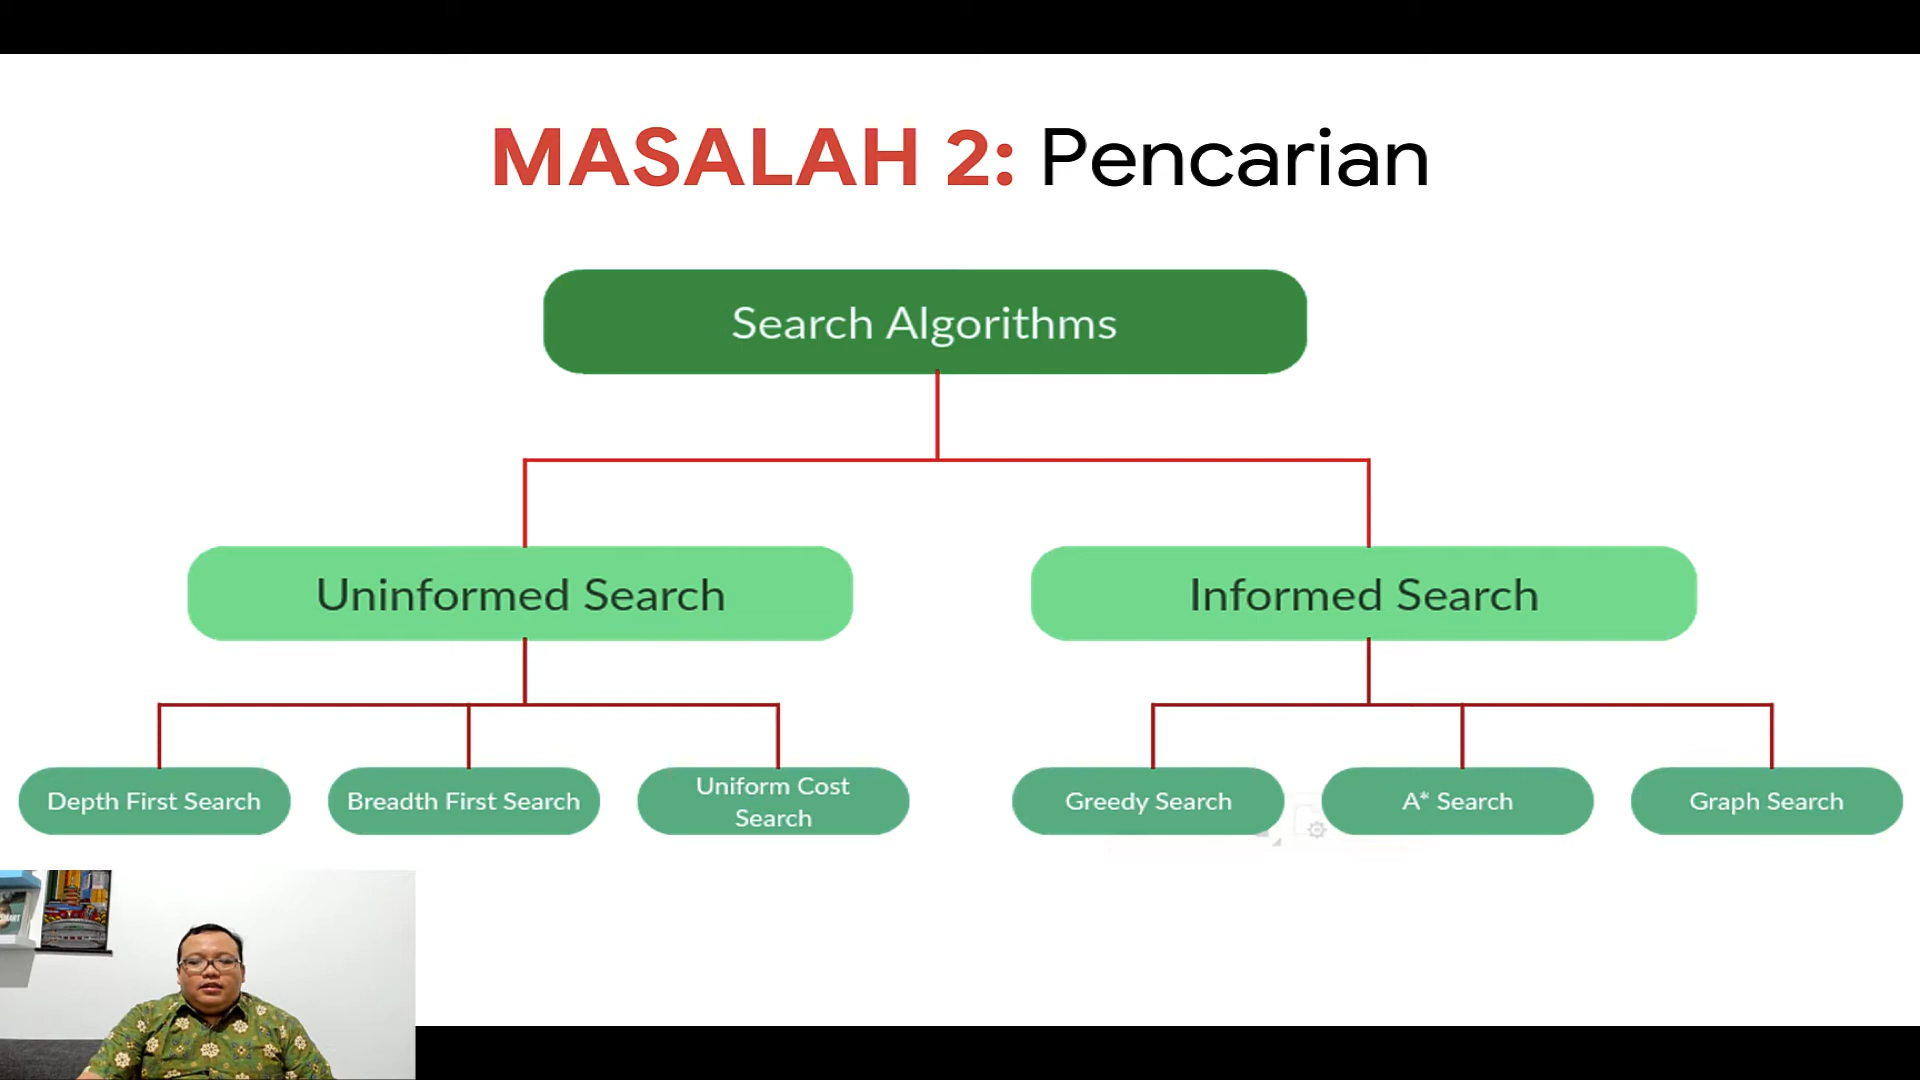 MASALAH 2: Pencarian
Search Algorithms
Uninformed Search
Informed Search
Depth First Search
Breadth First Search
Uniform Cost
Search
Greedy Search
A* Search
Graph Search